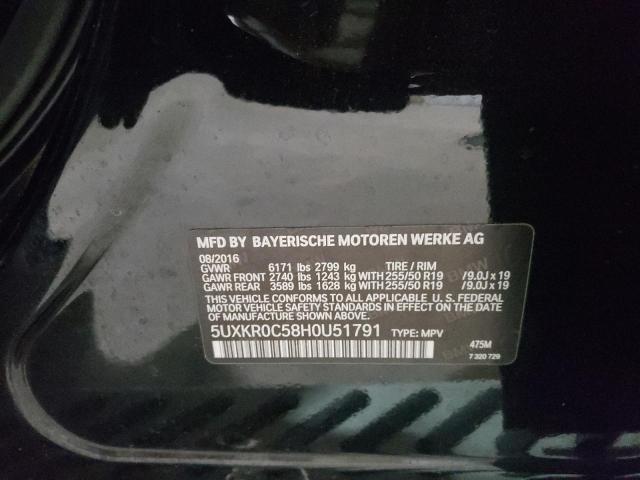 MFD BY BAYERISCHE MOTOREN WERKE AG
08/2016
GVWR 6171 lbs 2799 kg TIRE / RIM
GAWR FRONT 2740 lbs 1243 kg WITH 255/50 R19 /9.0J x 19
GAWR REAR 3589 lbs 1628 kg WITH 255/50 R19 /9.0J x 19
THIS VEHICLE CONFORMS TO ALL APPLICABLE U. S. FEDERAL
MOTOR VEHICLE SAFETY STANDARDS IN EFFECT ON THE DATE
OF MANUFACTURE SHOWN ABOVE.
5UXKR0C58H0U51791 TYPE: MPV
475M
7 320 729